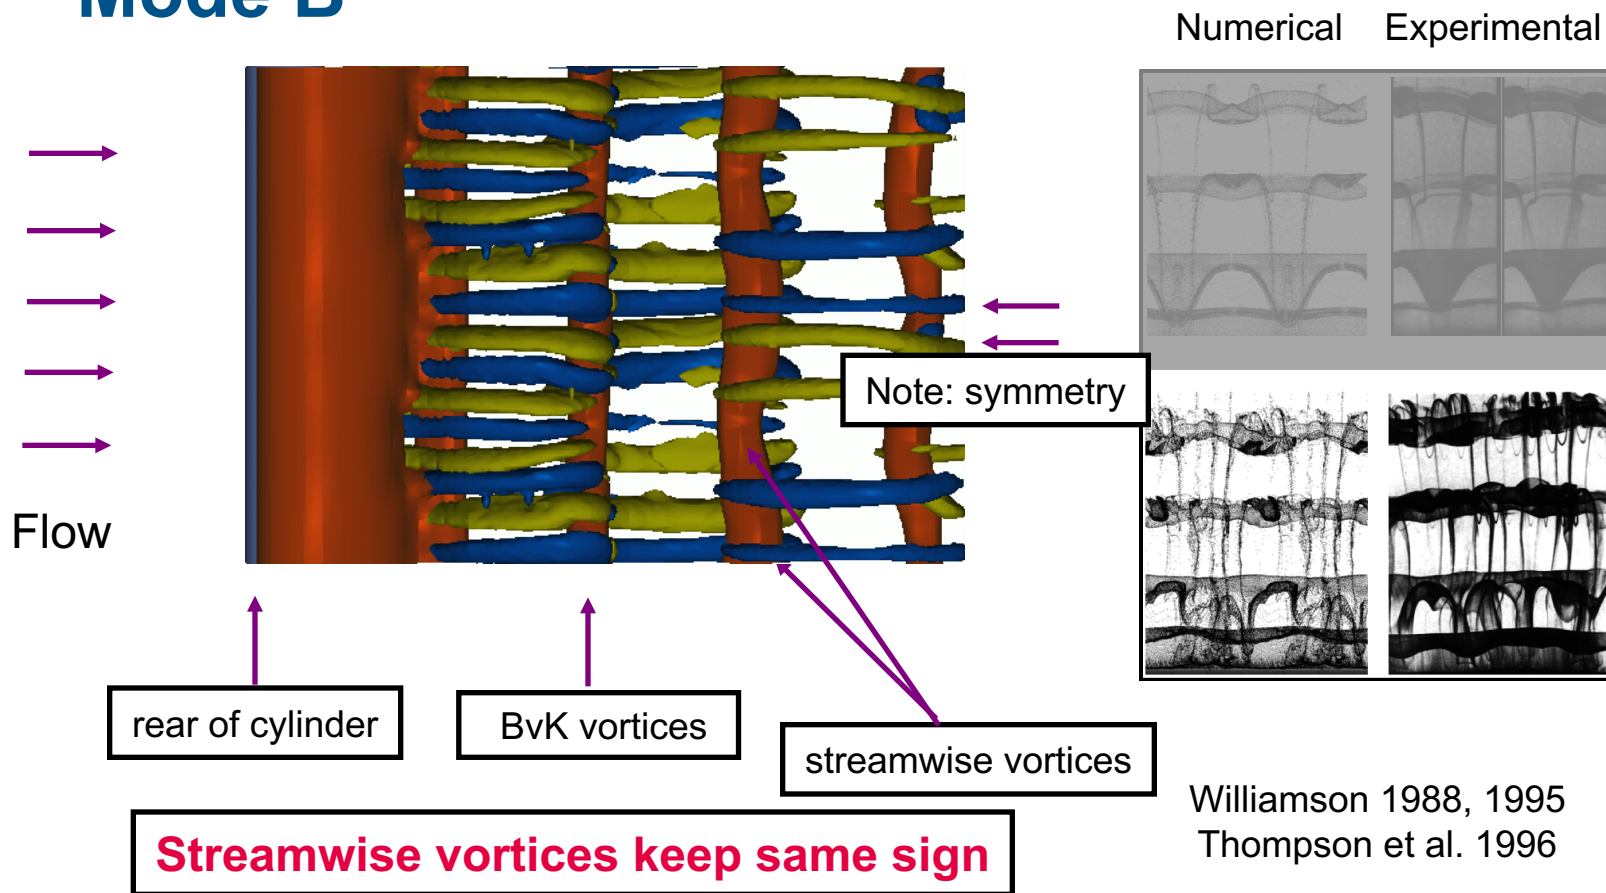 Mode B
Numerical Experimental
Note: symmetry
Flow
rear of cylinder
BvK vortices
streamwise vortices
Williamson 1988, 1995
Thompson et al. 1996
Streamwise vortices keep same sign